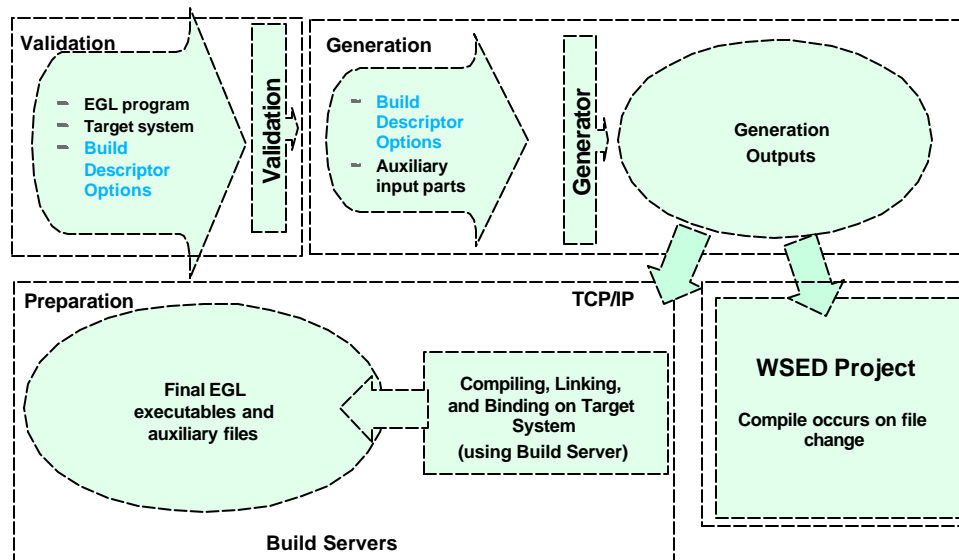 Validation
– EGL program
– Target system
– Build
Descriptor
Options
Validation
Generation
– Build
Descriptor
Options
– Auxiliary
input parts
Generator
Generation
Outputs
Preparation
TCP/IP
Final EGL
executables and
auxiliary files
Compiling, Linking,
and Binding on Target
System
(using Build Server)
WSED Project
Compile occurs on file
change
Build Servers